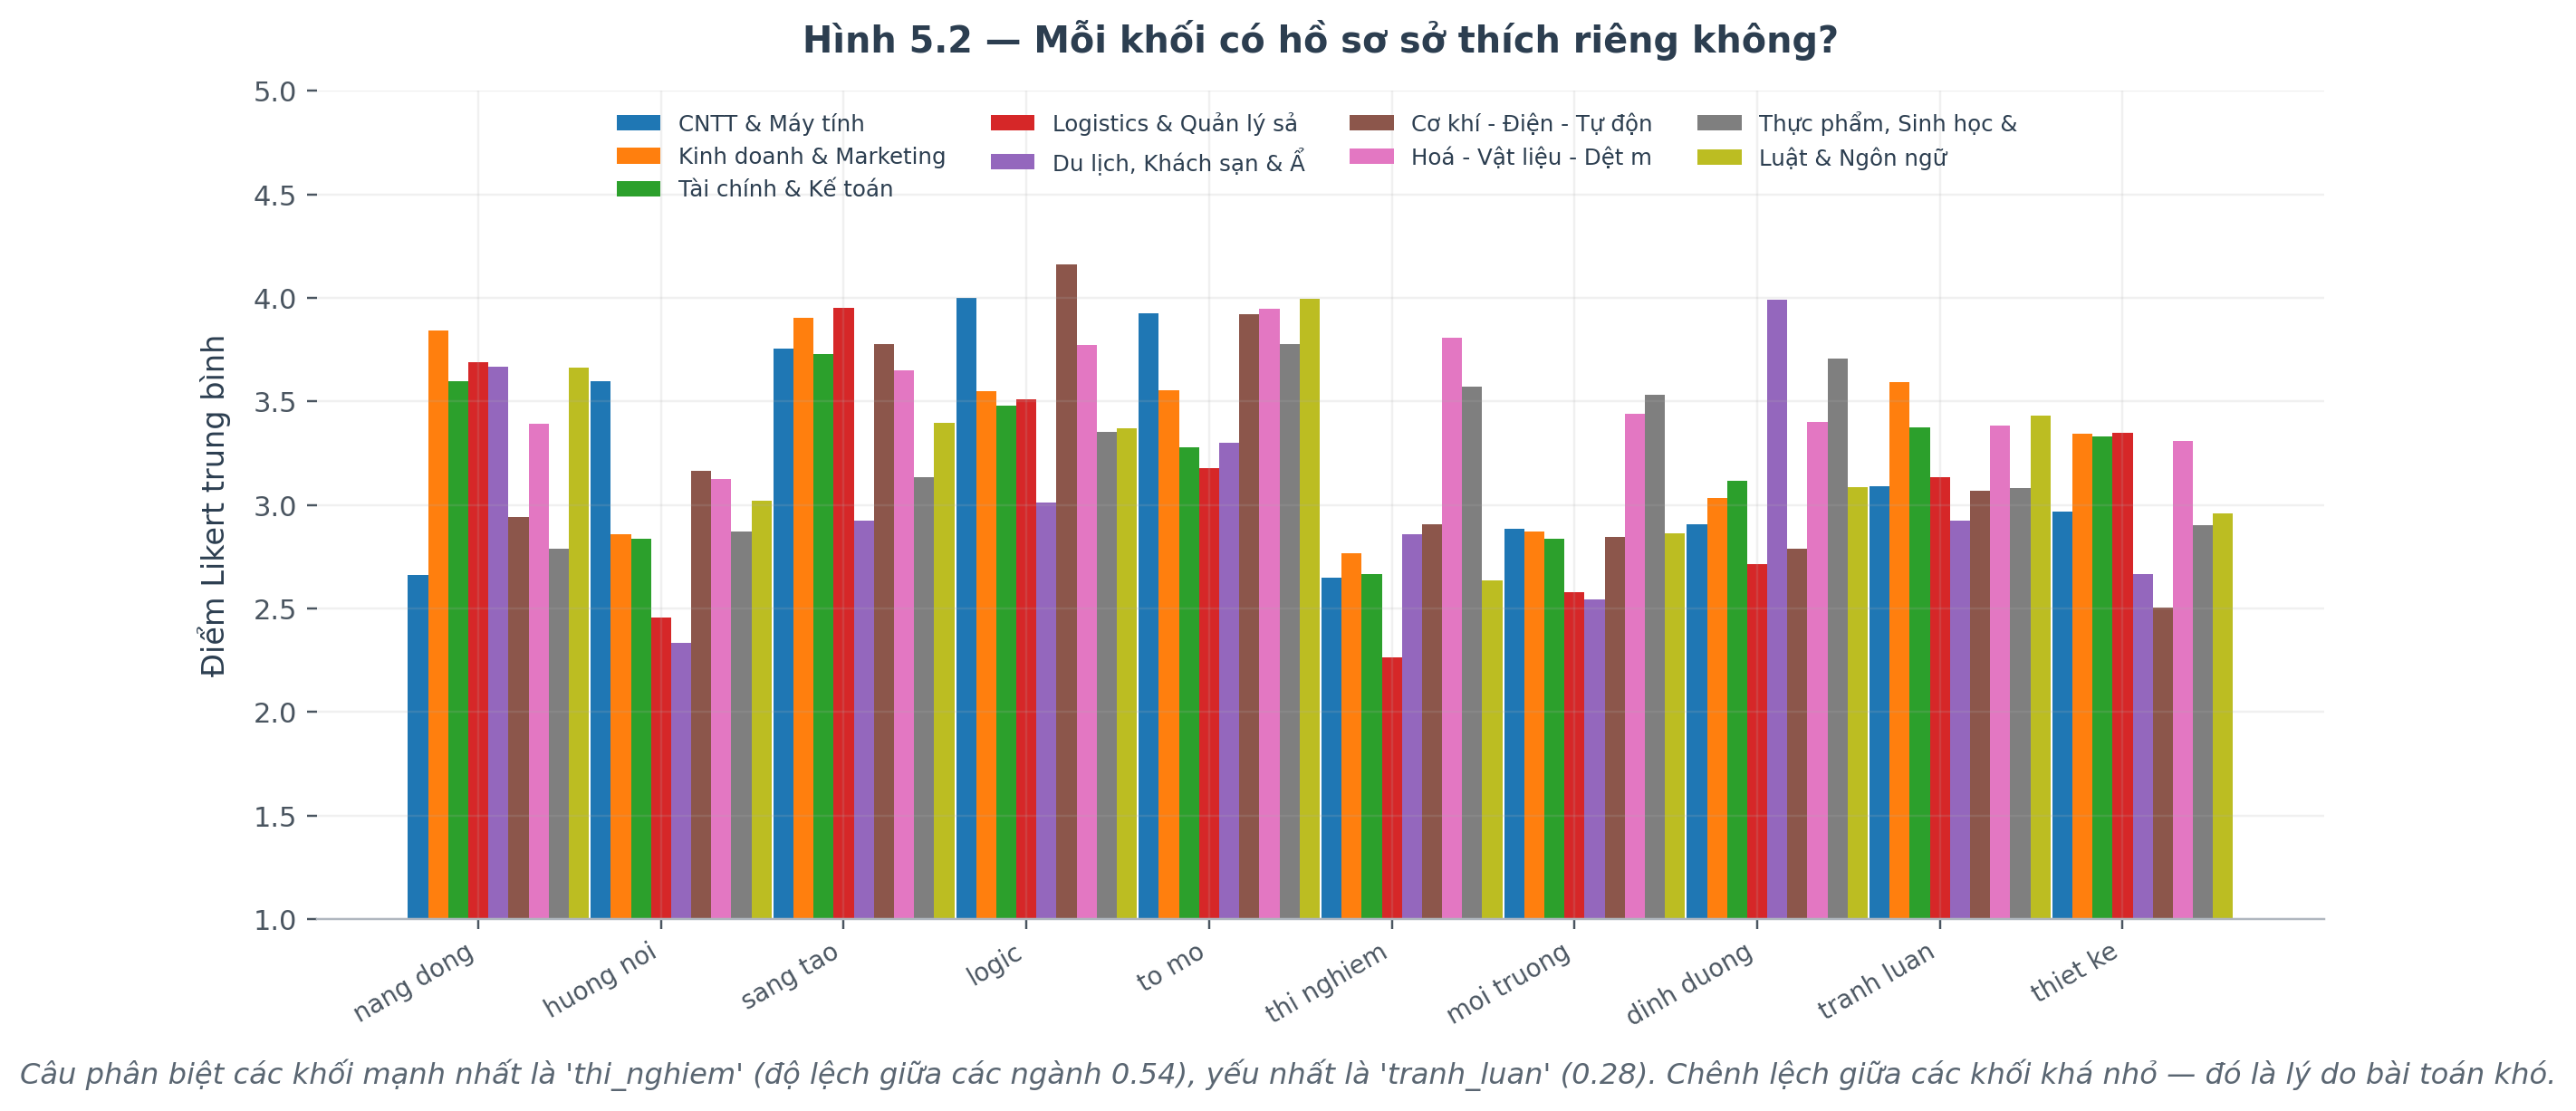 Hình 5.2 — Mỗi khối có hồ sơ sở thích riêng không?
CNTT & Máy tính
Kinh doanh & Marketing
Tài chính & Kế toán
Logistics & Quản lý sả
Du lịch, Khách sạn & Ẩ
Cơ khí - Điện - Tự độn
Hoá - Vật liệu - Dệt m
Thực phẩm, Sinh học &
Luật & Ngôn ngữ
Điểm Likert trung bình
5.0
4.5
4.0
3.5
3.0
2.5
2.0
1.5
1.0
nang dong
huong noi
sang tao
logic
to mo
thi nghiem
moi truong
dinh duong
tranh luan
thiet ke
Câu phân biệt các khối mạnh nhất là 'thi_nghiem' (độ lệch giữa các ngành 0.54), yếu nhất là 'tranh_luan' (0.28). Chênh lệch giữa các khối khá nhỏ — đó là lý do bài toán khó.